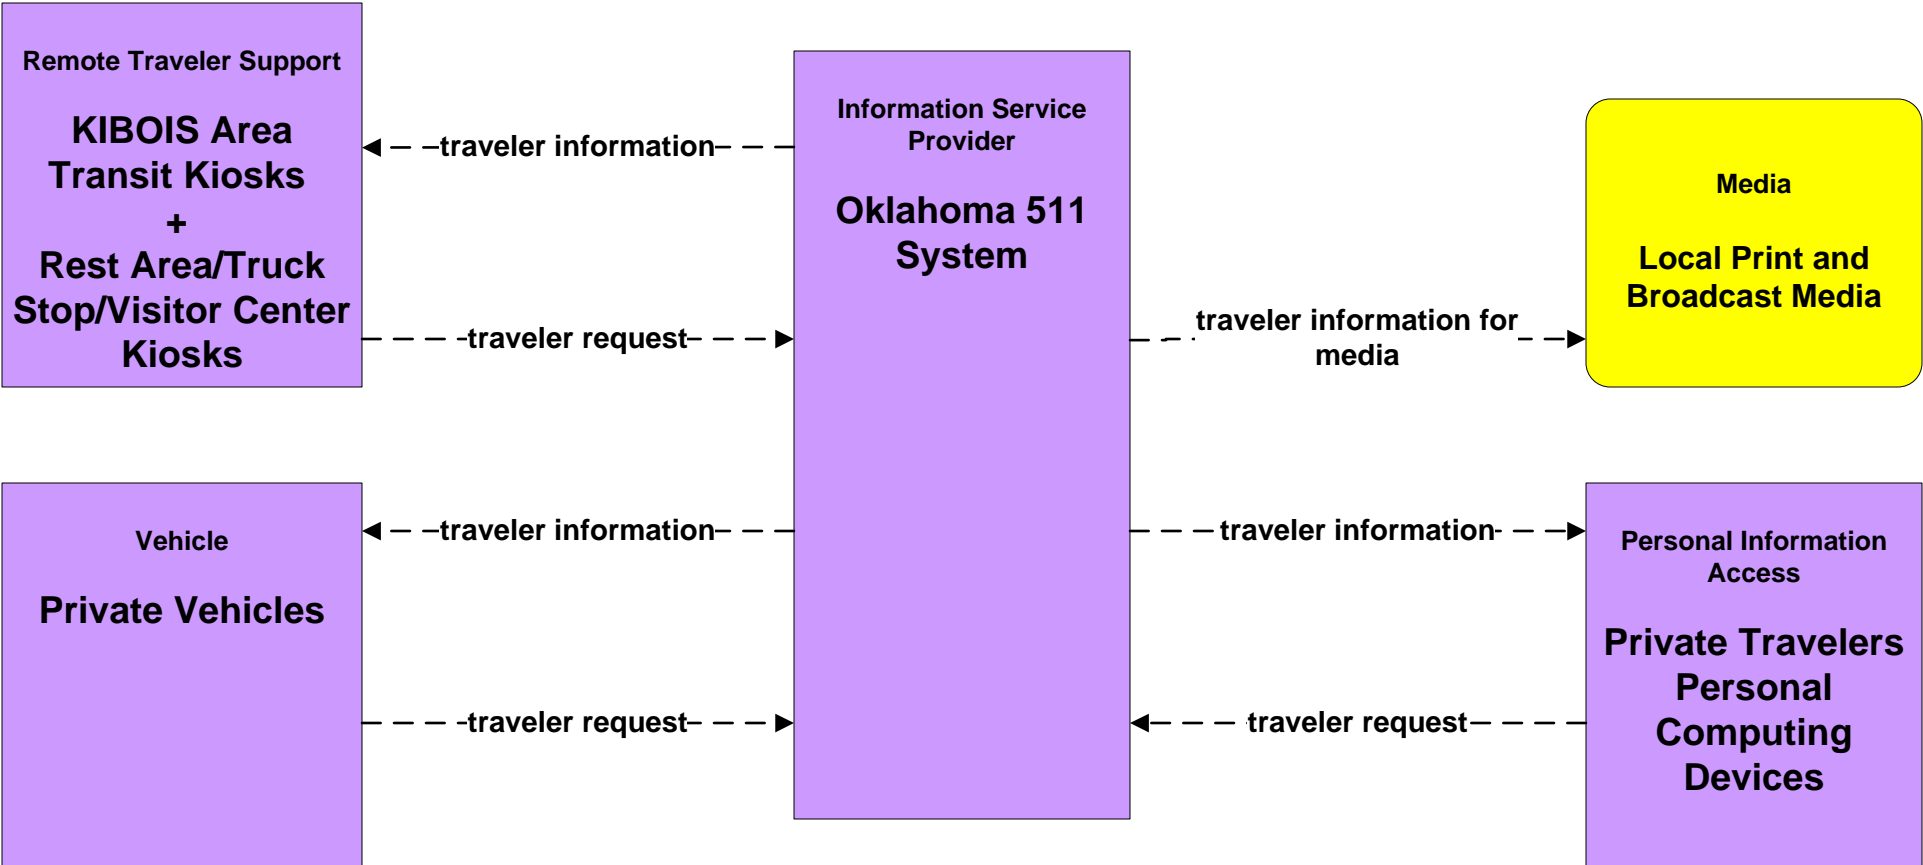 Remote Traveler Support
KIBOIS Area
Transit Kiosks
+
Rest Area/Truck
Stop/Visitor Center
Kiosks
traveler information
traveler request
Information Service
Provider
Oklahoma 511
System
traveler information for
media
Media
Local Print and
Broadcast Media
Vehicle
Private Vehicles
traveler information
traveler request
traveler information
traveler request
Personal Information
Access
Private Travelers
Personal
Computing
Devices